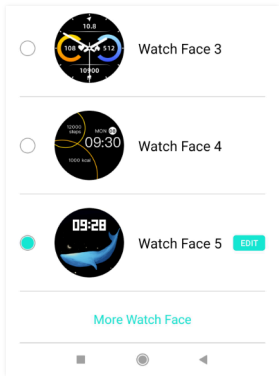 10.8
108 512
10900
Watch Face 3
12000
steps
MON 08
09:30
1000 kcal
Watch Face 4
09:28
Watch Face 5
EDIT
More Watch Face